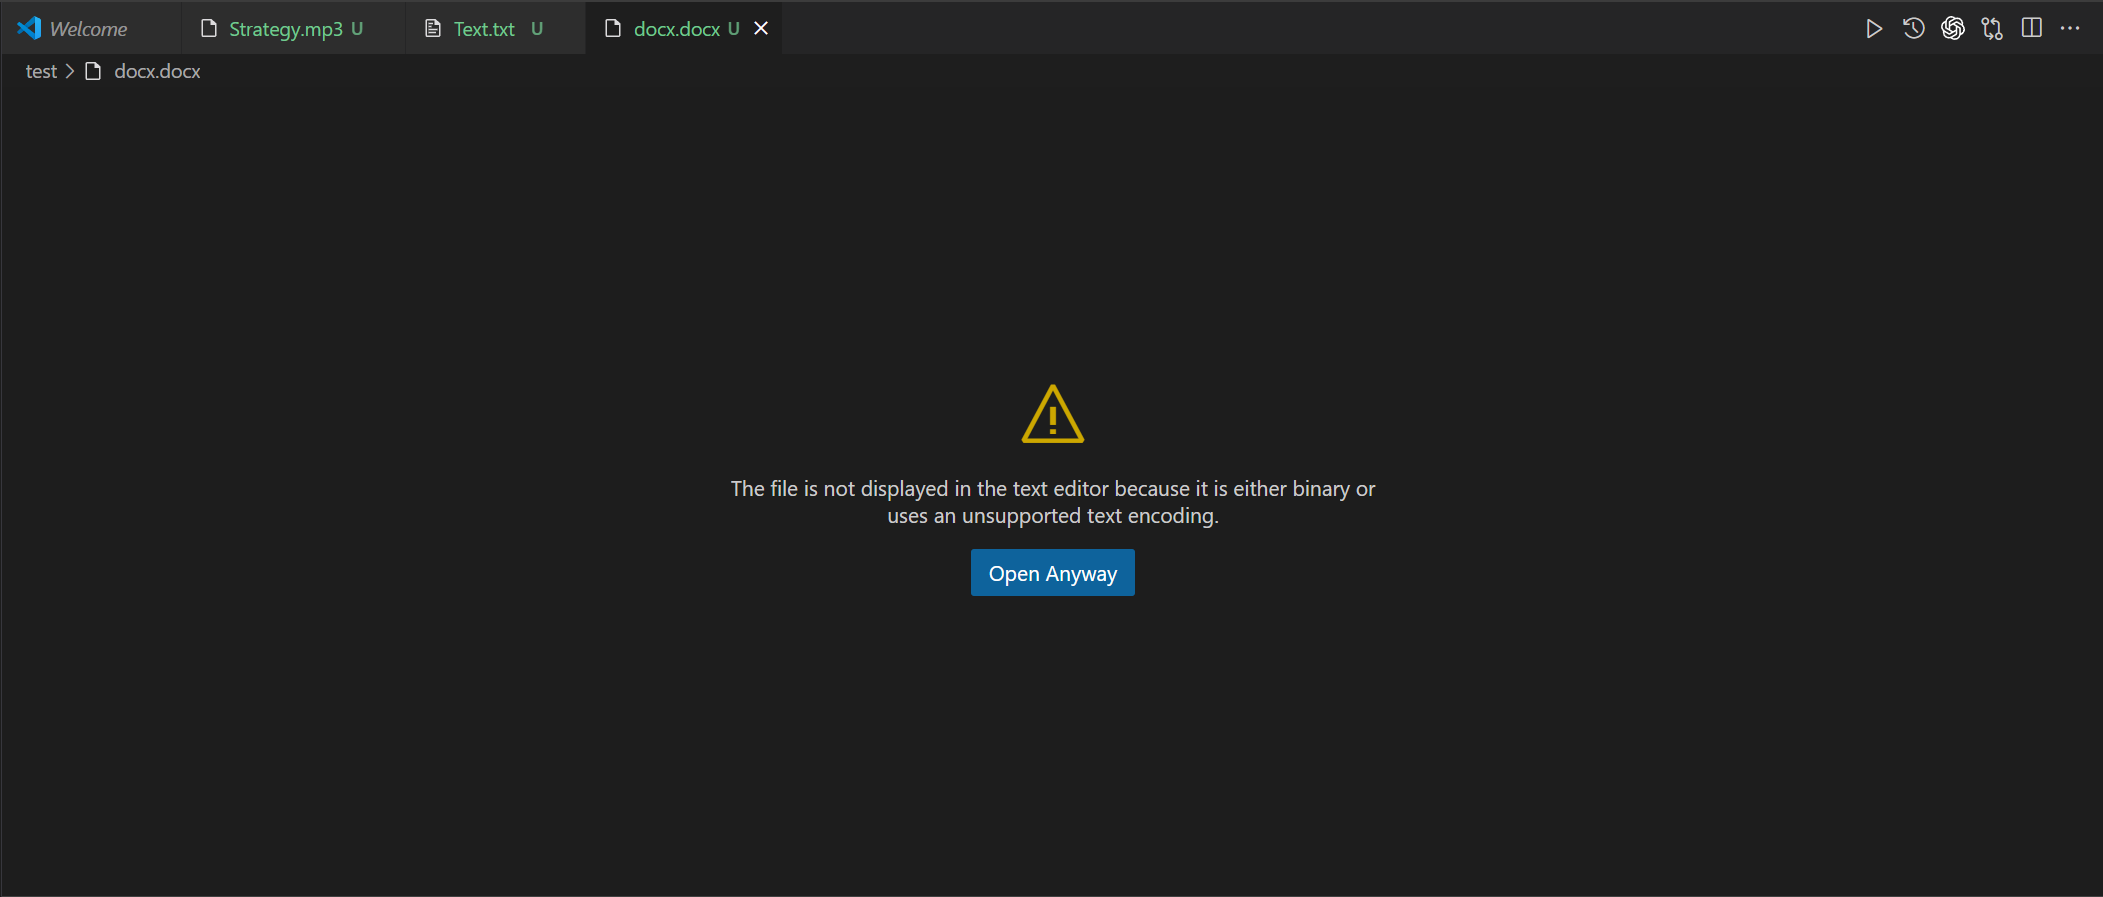 Welcome Strategy.mp3 U Text.txt U docx.docx U
test > docx.docx
The file is not displayed in the text editor because it is either binary or
uses an unsupported text encoding.
Open Anyway